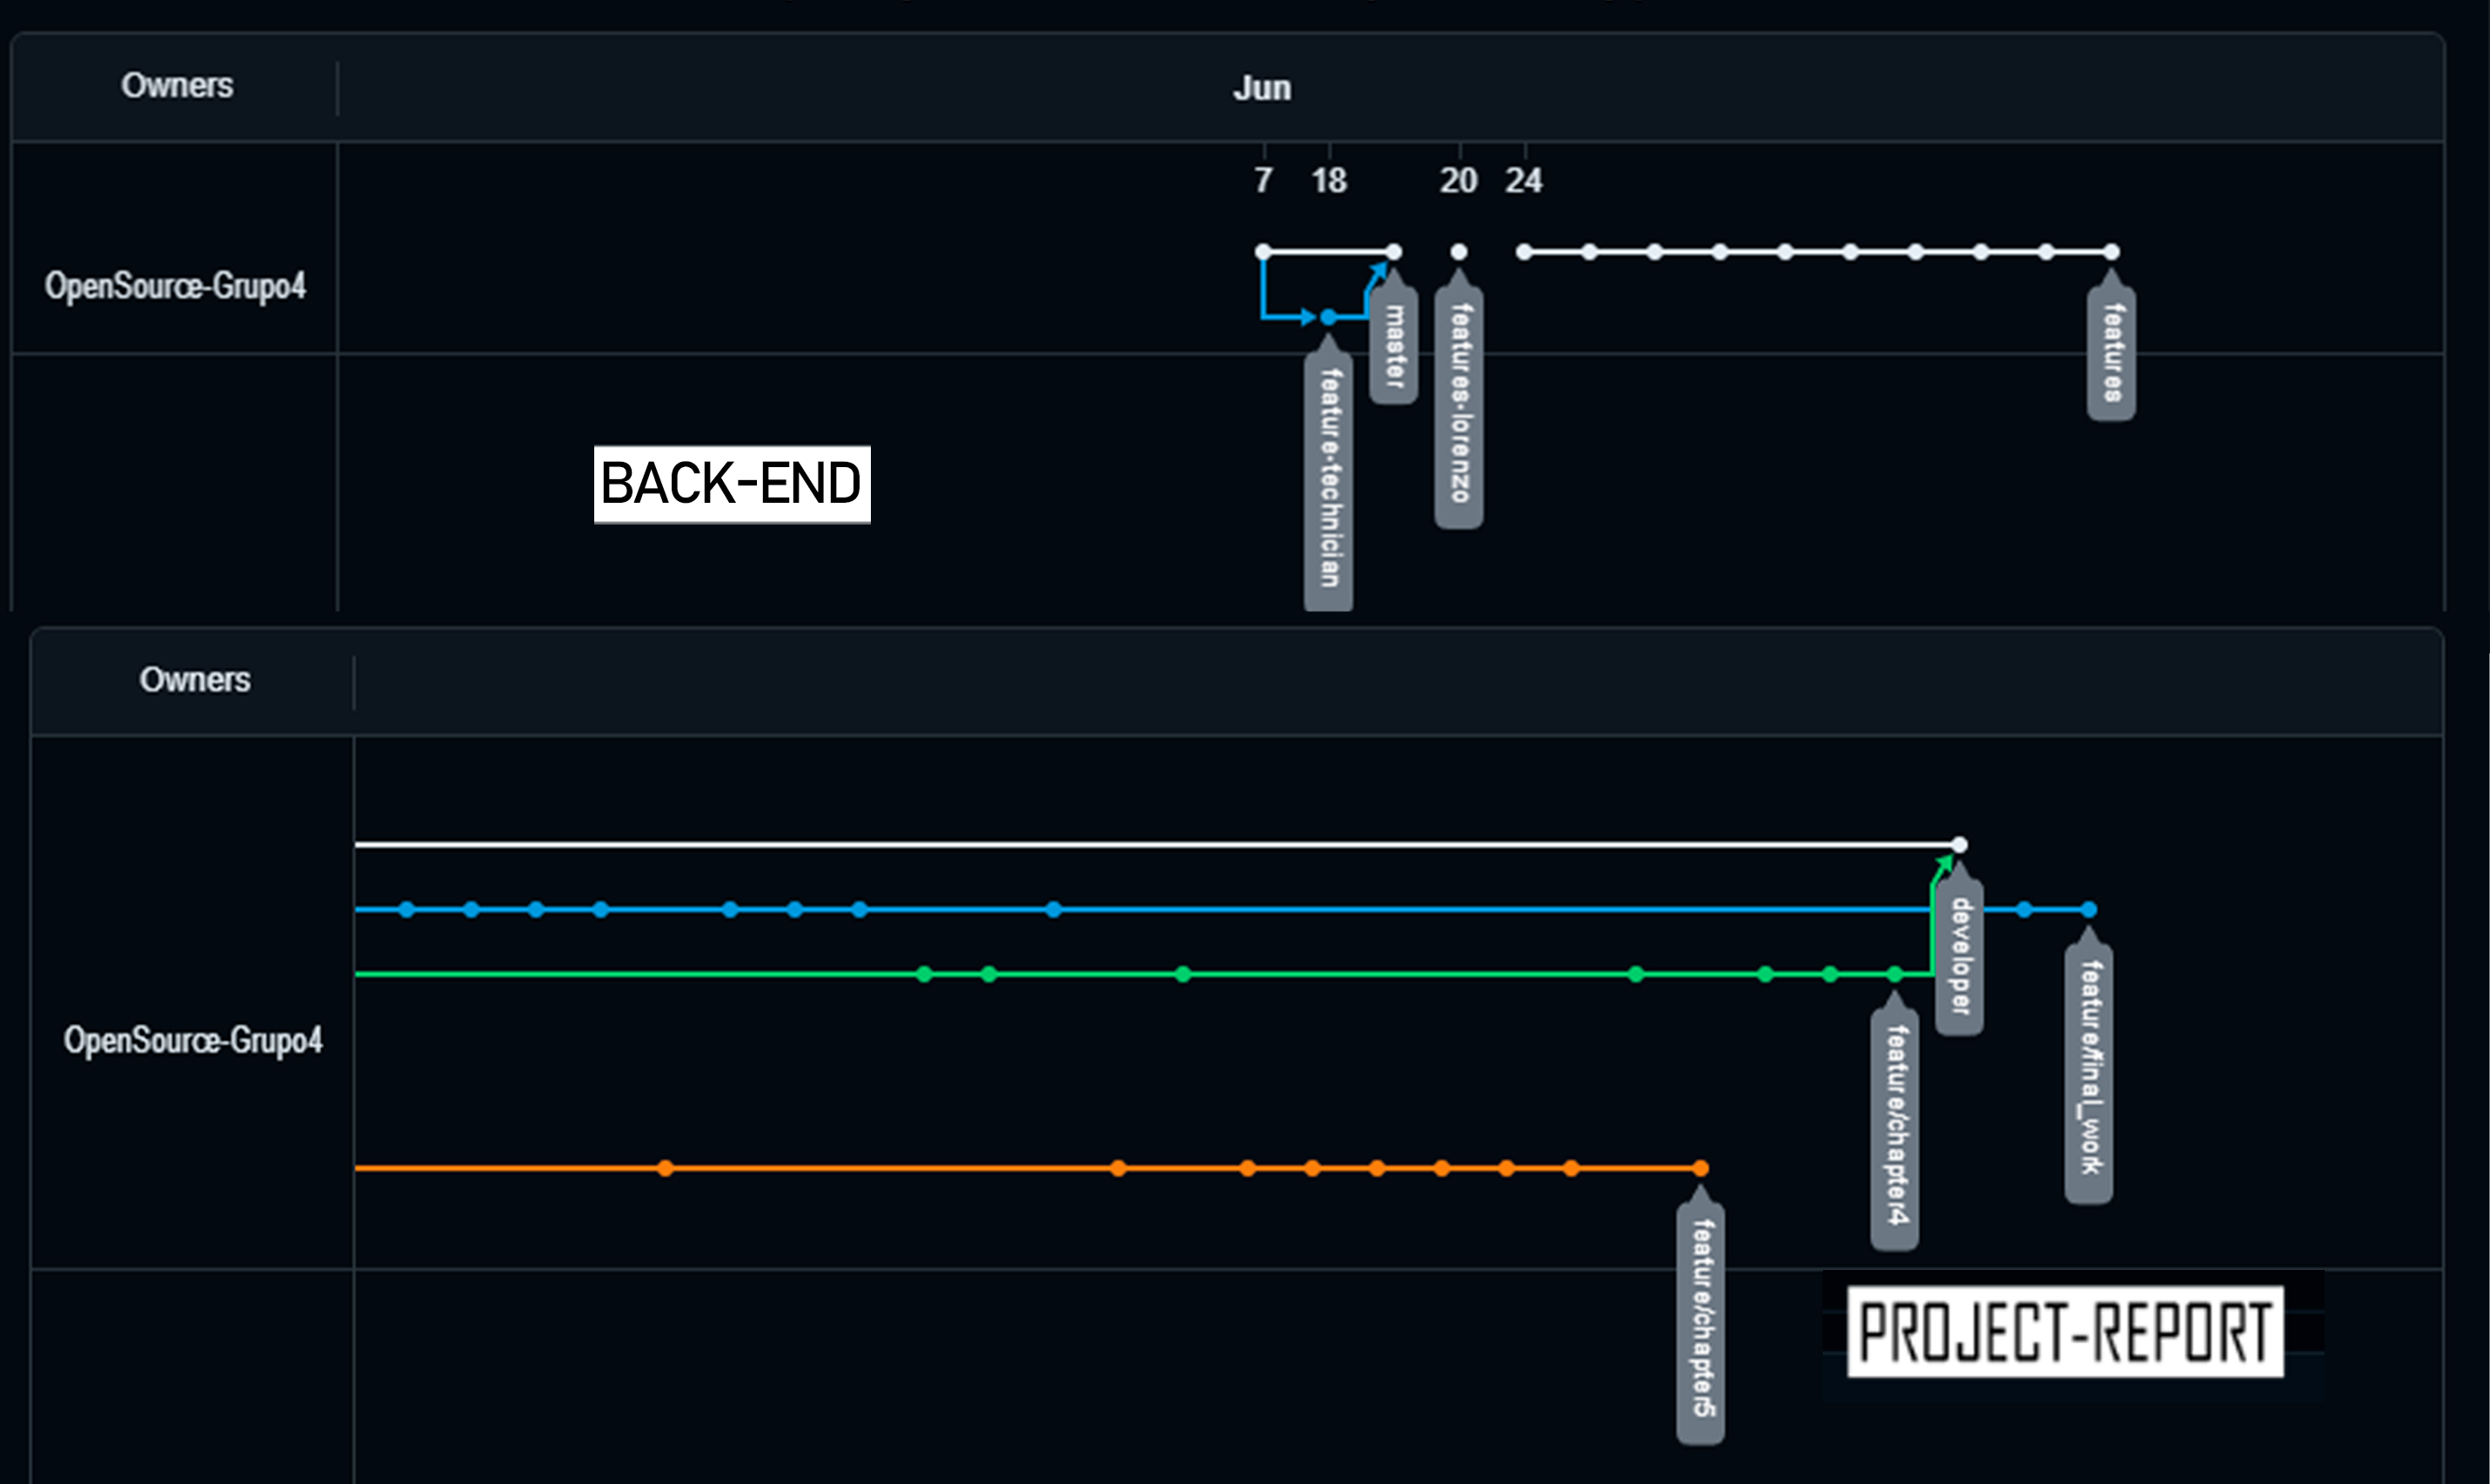 Owners
Jun
7 18 20 24
OpenSource-Grupo4
master
features-lorenzo
features
feature-technician
BACK-END
Owners
OpenSource-Grupo4
developer
feature/final_work
feature/chapter4
feature/chapter5
PROJECT-REPORT